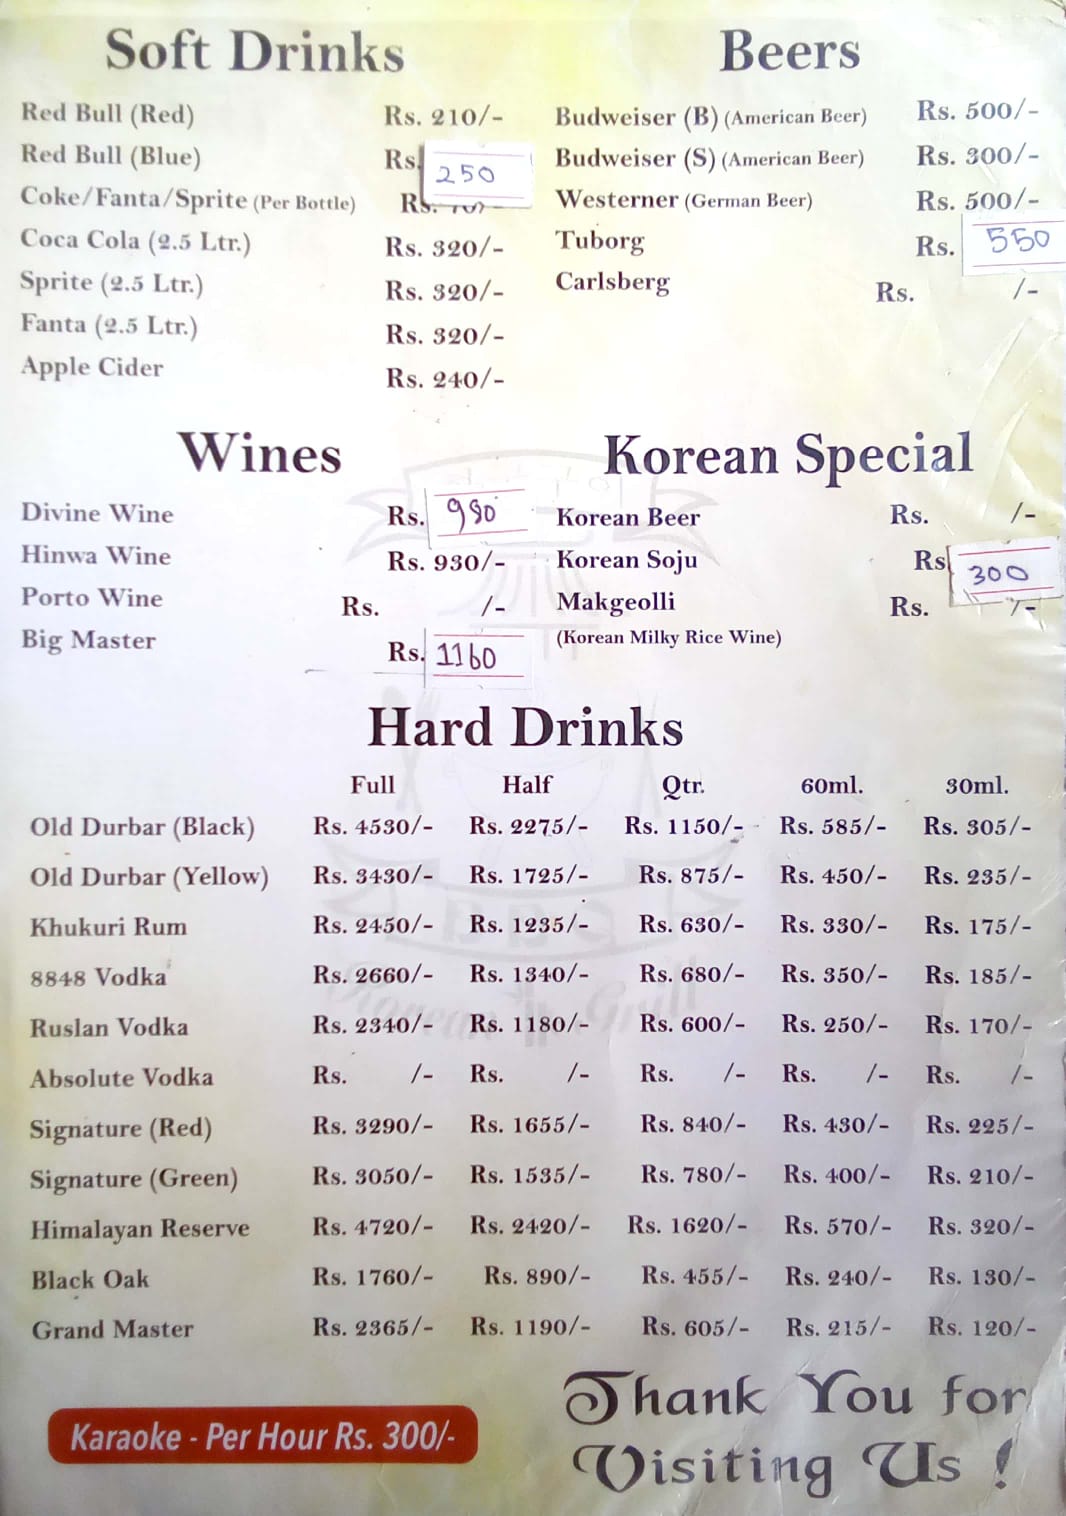 Soft Drinks
Red Bull (Red) Rs. 210/-
Red Bull (Blue) Rs. 250
Coke/Fanta/Sprite (Per Bottle) Rs.
Coca Cola (2.5 Ltr.) Rs. 320/-
Sprite (2.5 Ltr.) Rs. 320/-
Fanta (2.5 Ltr.) Rs. 320/-
Apple Cider Rs. 240/-
Beers
Budweiser (B) (American Beer) Rs. 500/-
Budweiser (S) (American Beer) Rs. 300/-
Westerner (German Beer) Rs. 500/-
Tuborg Rs. 550
Carlsberg Rs. /-
Wines
Divine Wine Rs. 980
Hinwa Wine Rs. 930/-
Porto Wine Rs. /-
Big Master Rs. 1160
Korean Special
Korean Beer Rs. /-
Korean Soju Rs 300
Makgeolli Rs. /-
(Korean Milky Rice Wine)
Hard Drinks
Full Half Qtr. 60ml. 30ml.
Old Durbar (Black) Rs. 4530/- Rs. 2275/- Rs. 1150/- Rs. 585/- Rs. 305/-
Old Durbar (Yellow) Rs. 3430/- Rs. 1725/- Rs. 875/- Rs. 450/- Rs. 235/-
Khukuri Rum Rs. 2450/- Rs. 1235/- Rs. 630/- Rs. 330/- Rs. 175/-
8848 Vodka Rs. 2660/- Rs. 1340/- Rs. 680/- Rs. 350/- Rs. 185/-
Ruslan Vodka Rs. 2340/- Rs. 1180/- Rs. 600/- Rs. 250/- Rs. 170/-
Absolute Vodka Rs. /- Rs. /- Rs. /- Rs. /- Rs. /-
Signature (Red) Rs. 3290/- Rs. 1655/- Rs. 840/- Rs. 430/- Rs. 225/-
Signature (Green) Rs. 3050/- Rs. 1535/- Rs. 780/- Rs. 400/- Rs. 210/-
Himalayan Reserve Rs. 4720/- Rs. 2420/- Rs. 1620/- Rs. 570/- Rs. 320/-
Black Oak Rs. 1760/- Rs. 890/- Rs. 455/- Rs. 240/- Rs. 130/-
Grand Master Rs. 2365/- Rs. 1190/- Rs. 605/- Rs. 215/- Rs. 120/-
BBQ
Korean Grill
Karaoke - Per Hour Rs. 300/-
Thank You for
Visiting Us !